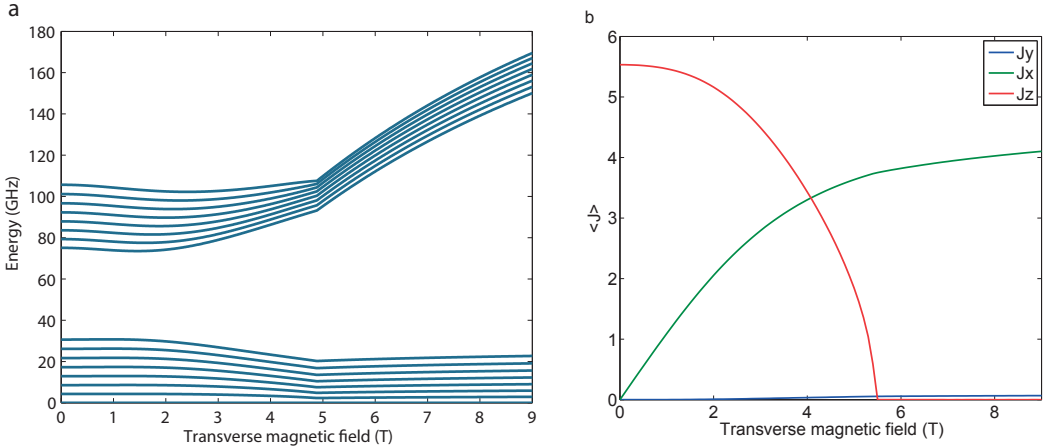 a
180
160
140
120
100
80
60
40
20
0
Energy (GHz)
0 1 2 3 4 5 6 7 8 9
Transverse magnetic field (T)
b
6
5
4
3
2
1
0
<J>
Jy
Jx
Jz
0 2 4 6 8
Transverse magnetic field (T)